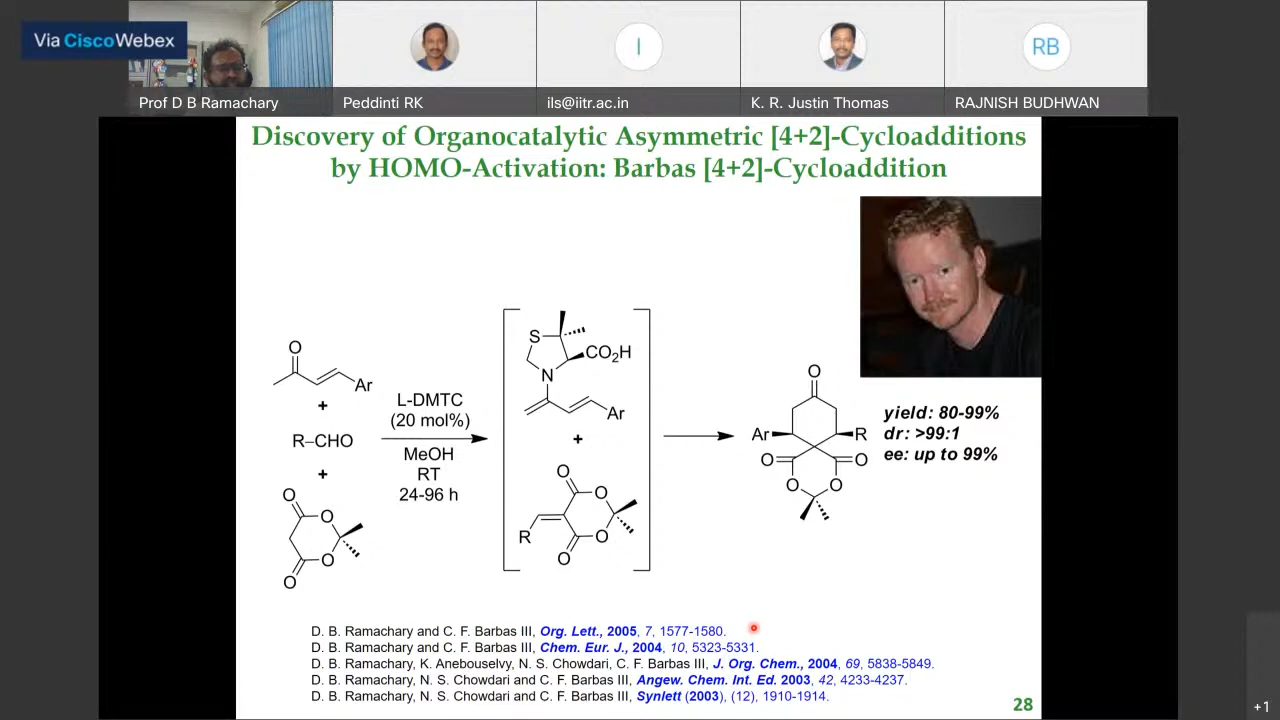 Via CiscoWebex
Prof D B Ramachary
Peddinti RK
I
ils@iitr.ac.in
K. R. Justin Thomas
RB
RAJNISH BUDHWAN
Discovery of Organocatalytic Asymmetric [4+2]-Cycloadditions
by HOMO-Activation: Barbas [4+2]-Cycloaddition
O
Ar
+
R–CHO
+
O
O
O
O
L-DMTC
(20 mol%)
MeOH
RT
24-96 h
S
CO₂H
N
Ar
+
O
O
R
O
O
O
Ar
R
O
O
O
O
yield: 80-99%
dr: >99:1
ee: up to 99%
D. B. Ramachary and C. F. Barbas III, Org. Lett., 2005, 7, 1577-1580.
D. B. Ramachary and C. F. Barbas III, Chem. Eur. J., 2004, 10, 5323-5331.
D. B. Ramachary, K. Anebouselvy, N. S. Chowdari, C. F. Barbas III, J. Org. Chem., 2004, 69, 5838-5849.
D. B. Ramachary, N. S. Chowdari and C. F. Barbas III, Angew. Chem. Int. Ed. 2003, 42, 4233-4237.
D. B. Ramachary, N. S. Chowdari and C. F. Barbas III, Synlett (2003), (12), 1910-1914.
28
+1